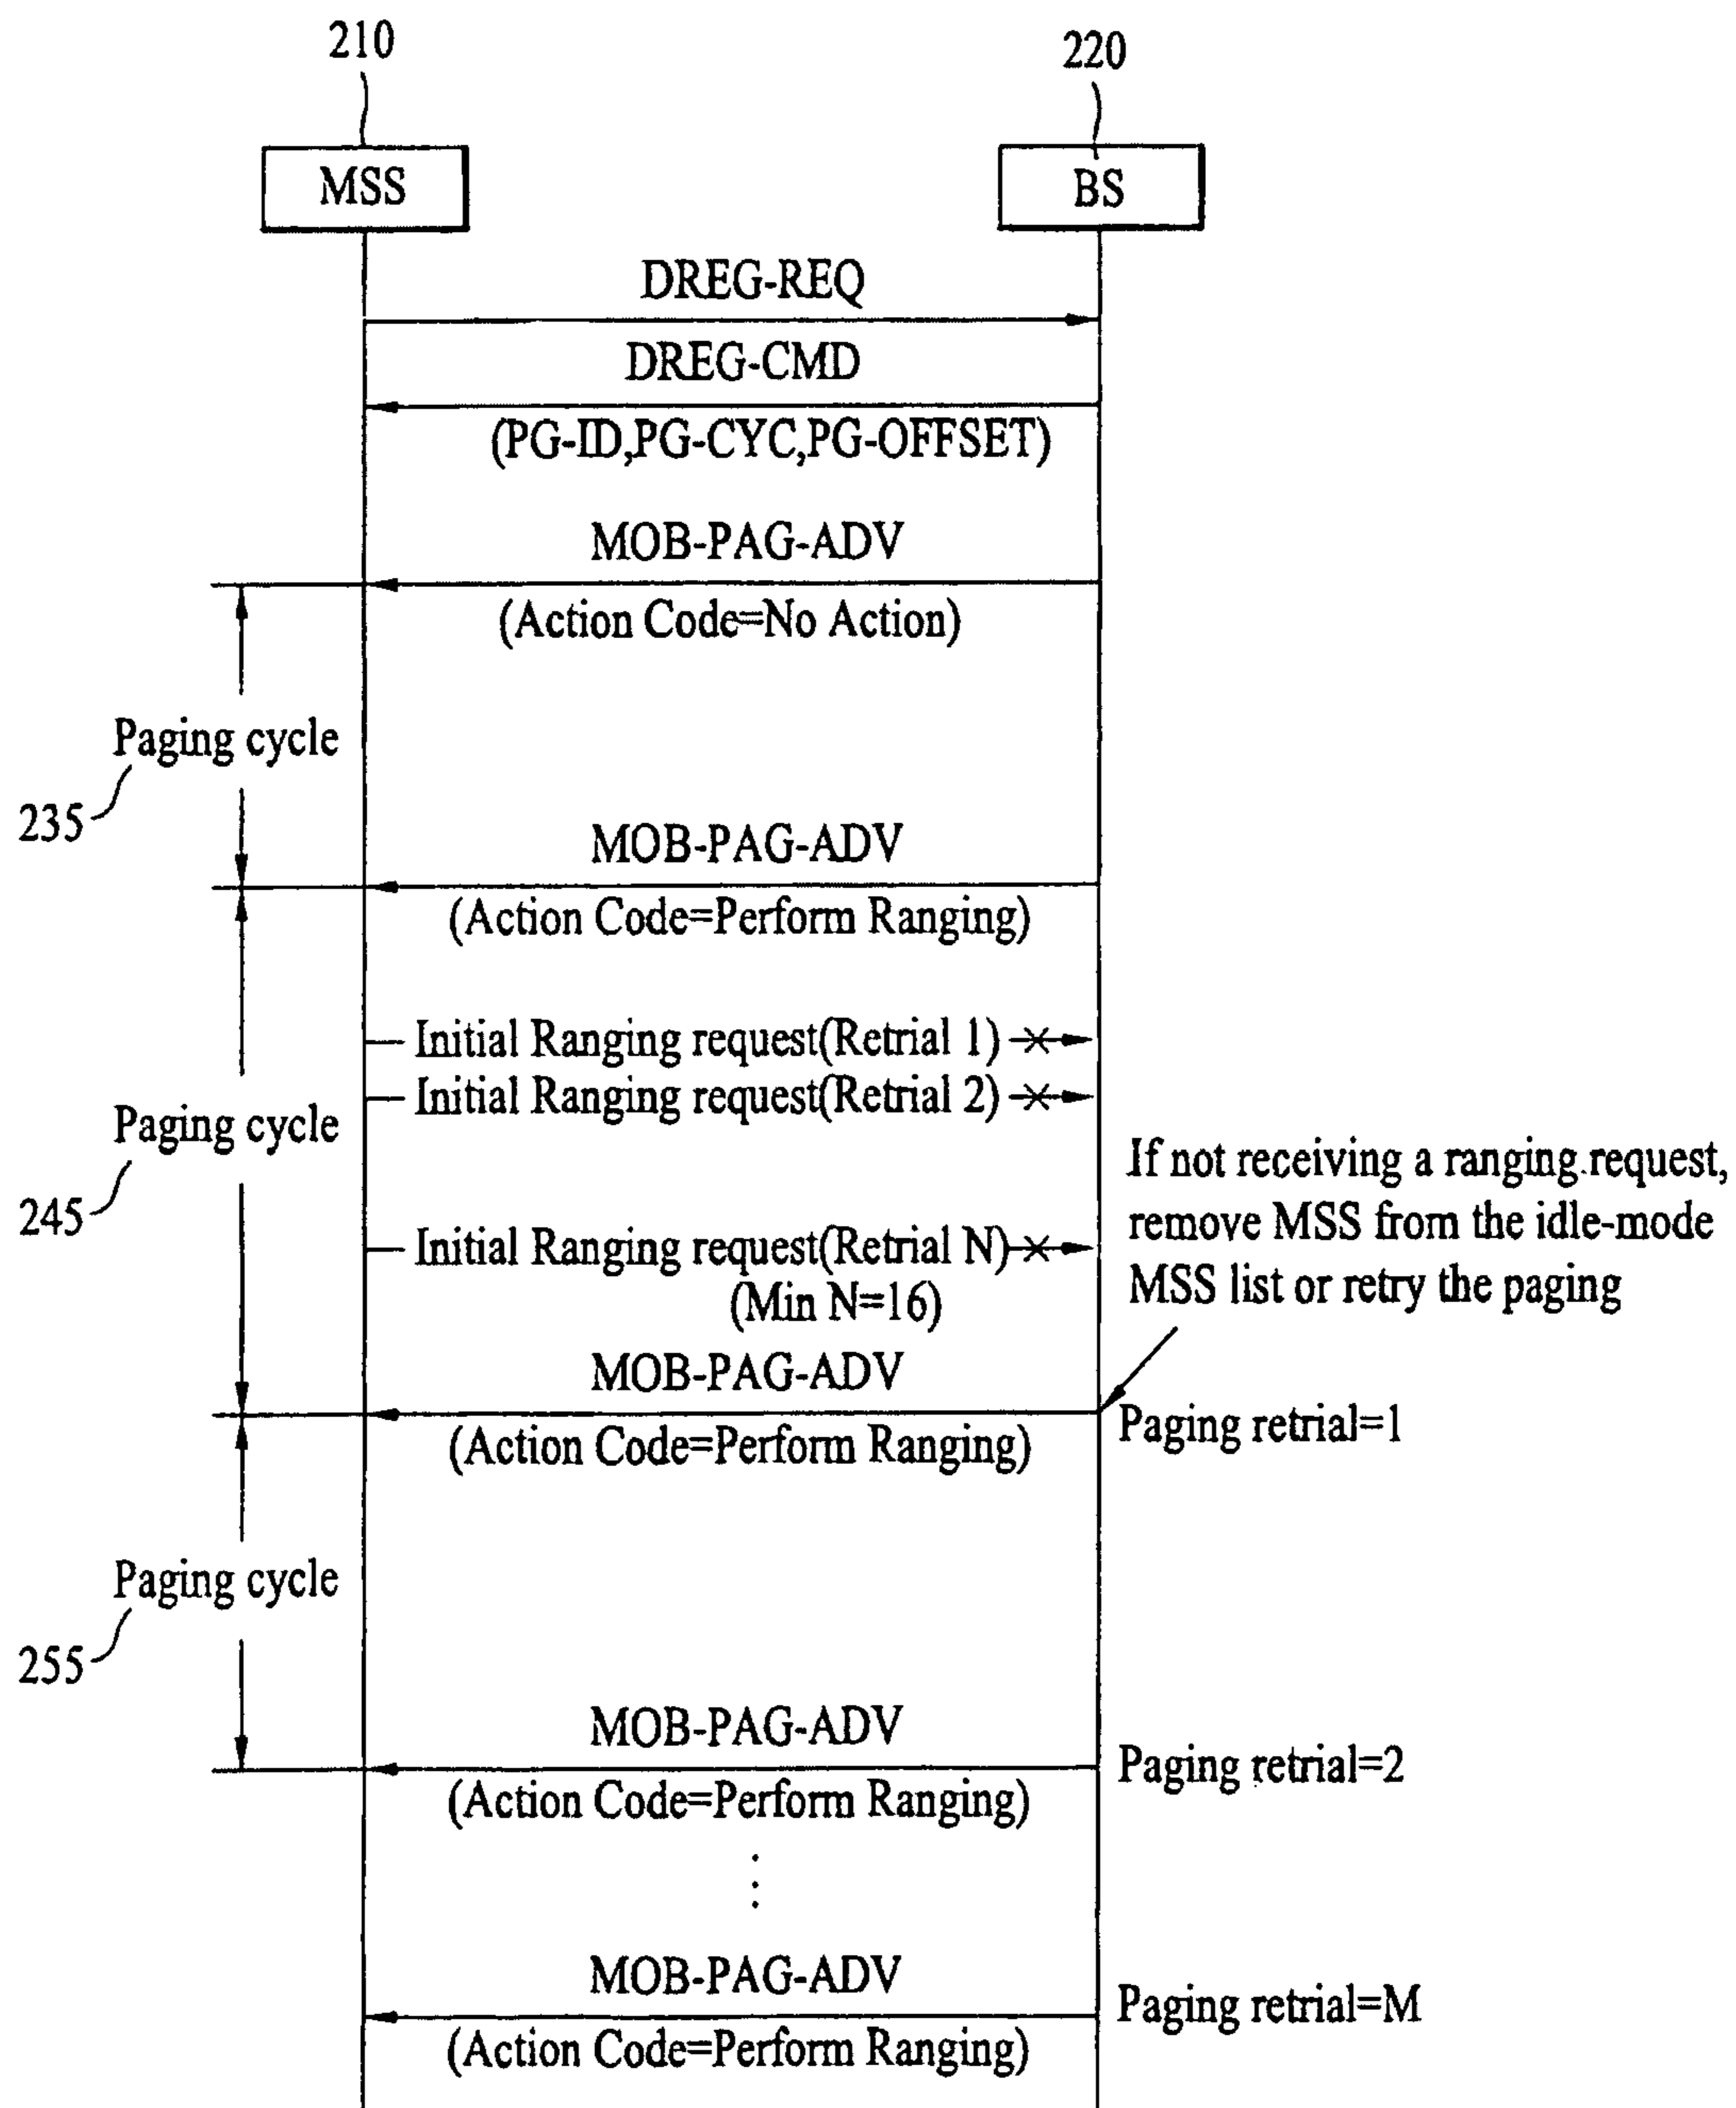 210
220
MSS
BS
DREG-REQ
DREG-CMD
(PG-ID,PG-CYC,PG-OFFSET)
MOB-PAG-ADV
(Action Code=No Action)
Paging cycle
235
MOB-PAG-ADV
(Action Code=Perform Ranging)
Initial Ranging request(Retrial 1)
Initial Ranging request(Retrial 2)
Paging cycle
245
If not receiving a ranging request,
remove MSS from the idle-mode
MSS list or retry the paging
Initial Ranging request(Retrial N)
(Min N=16)
MOB-PAG-ADV
(Action Code=Perform Ranging)
Paging retrial=1
Paging cycle
255
MOB-PAG-ADV
(Action Code=Perform Ranging)
Paging retrial=2
MOB-PAG-ADV
(Action Code=Perform Ranging)
Paging retrial=M